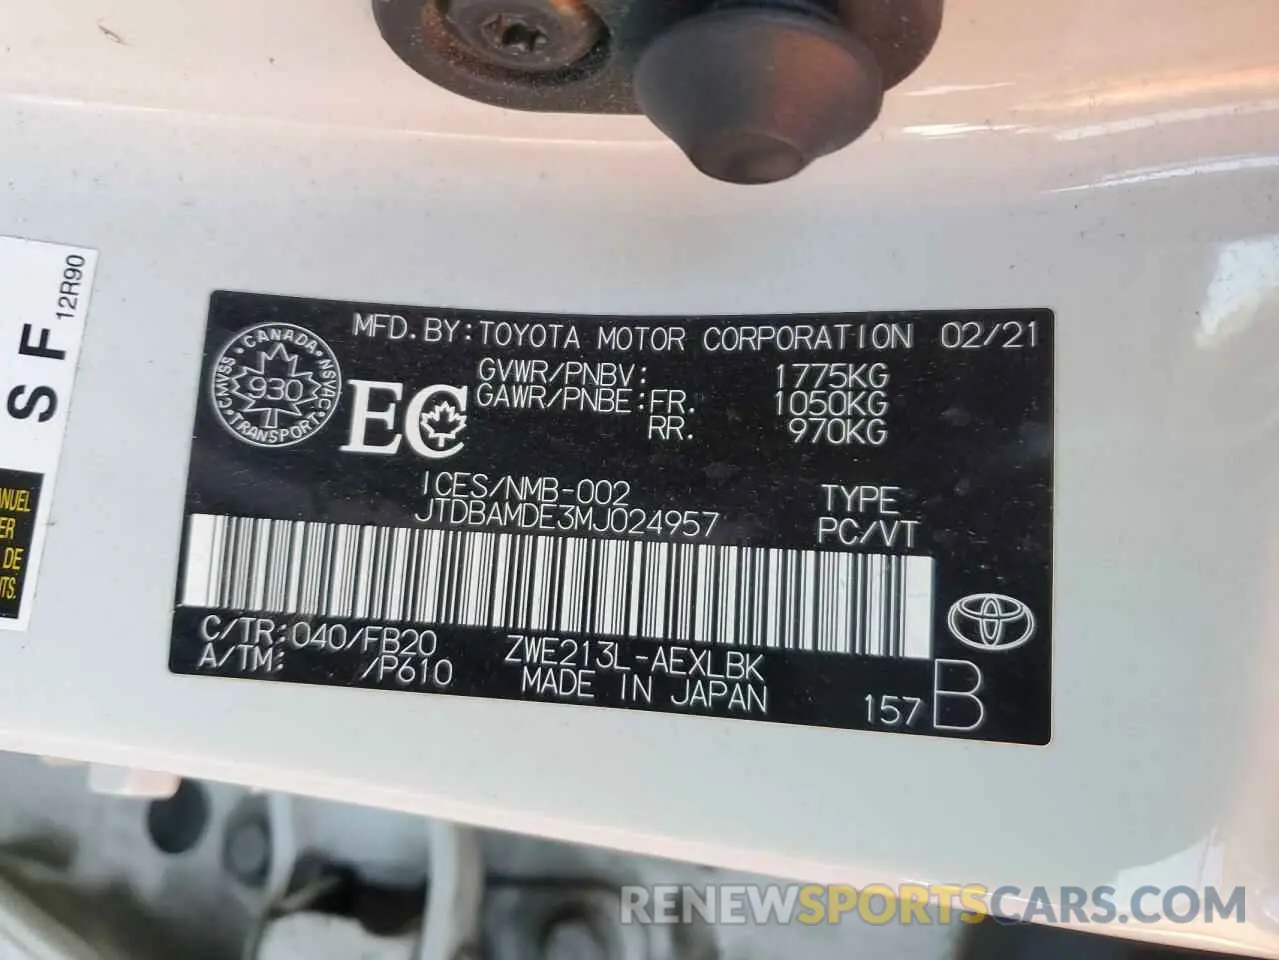 12R90
S F
ANUEL
ER
DE
ITS.
MFD. BY: TOYOTA MOTOR CORPORATION 02/21
CANADA · NSVAC · TRANSPORT · CMVSS
930
EC
GVWR/PNBV: 1775KG
GAWR/PNBE: FR. 1050KG
RR. 970KG
ICES/NMB-002
JTDBAMDE3MJ024957
TYPE
PC/VT
C/TR: 040/FB20
A/TM: /P610
ZWE213L-AEXLBK
MADE IN JAPAN
157 B
RENEWSPORTSCARS.COM